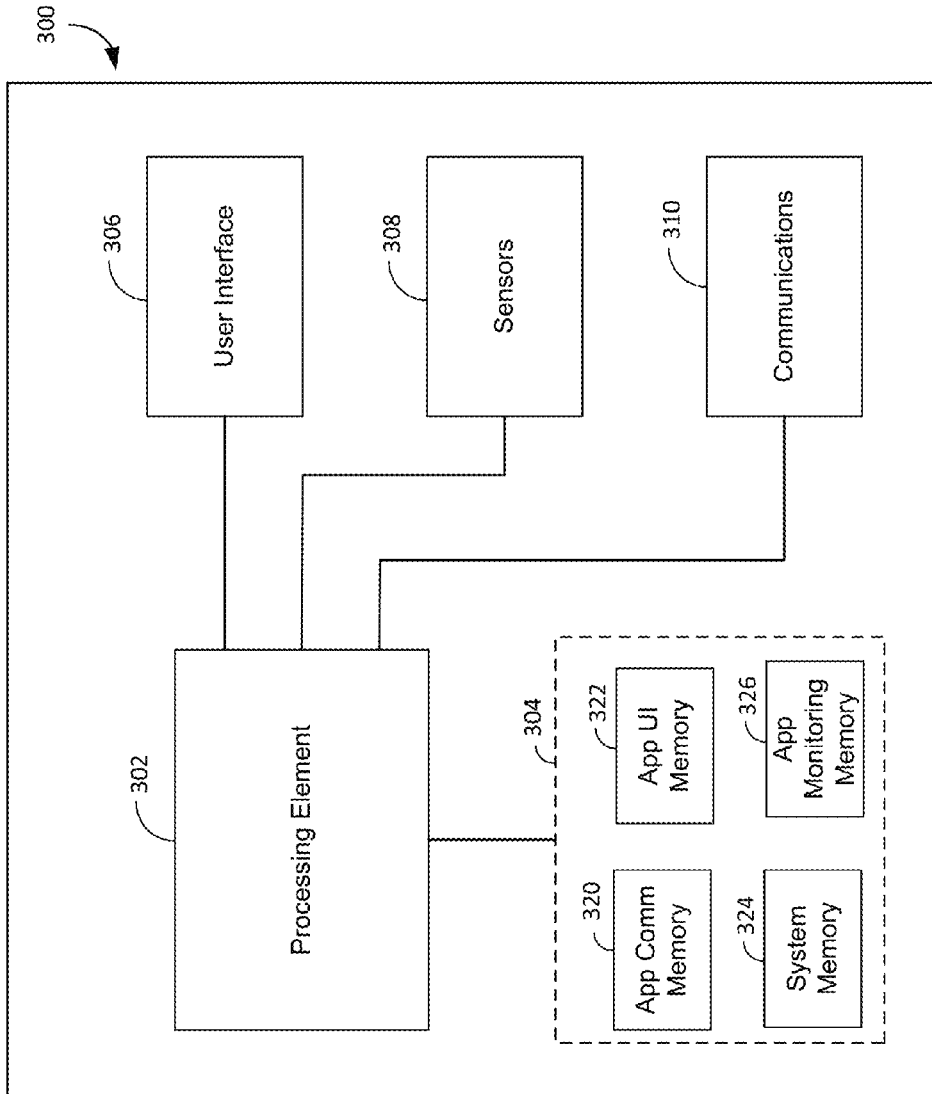 300
302
Processing Element
306
User Interface
308
Sensors
310
Communications
304
320
App Comm
Memory
322
App UI
Memory
324
System
Memory
326
App
Monitoring
Memory